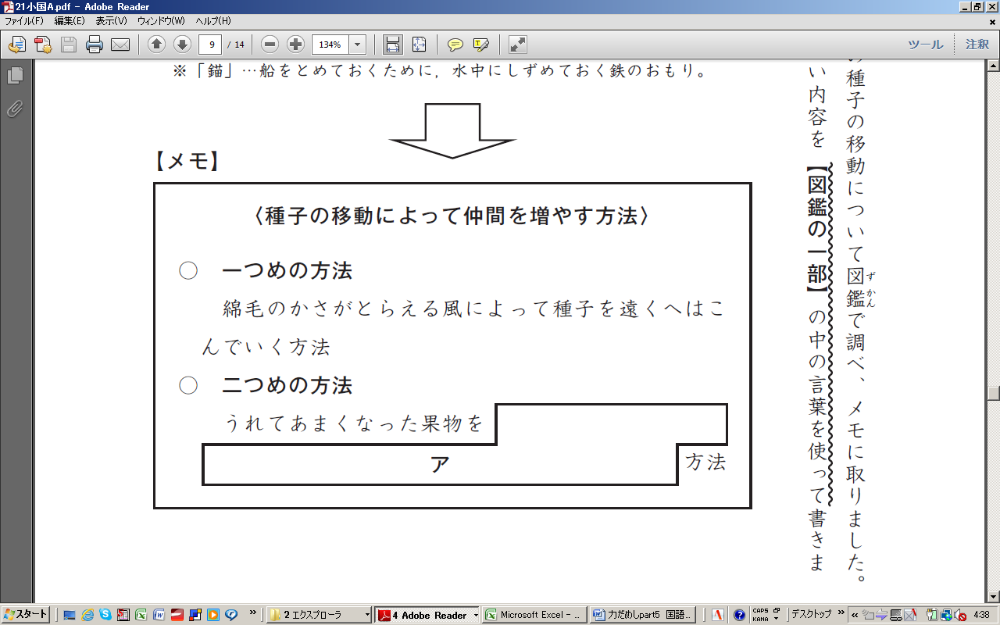 21小国A.pdf - Adobe Reader
ファイル(F) 編集(E) 表示(V) ウィンドウ(W) ヘルプ(H)
9 / 14 134% ツール 注釈
※「錨」…船をとめておくために，水中にしずめておく鉄のおもり。
の種子の移動について図鑑で調べ、メモに取りました。
ずかん
い内容を【図鑑の一部】の中の言葉を使って書きま
【メモ】
〈種子の移動によって仲間を増やす方法〉
○ 一つめの方法
綿毛のかさがとらえる風によって種子を遠くへはこ
んでいく方法
○ 二つめの方法
うれてあまくなった果物を
ア 方法
スタート » 2 エクスプローラ 4 Adobe Reader Microsoft Excel - ... 力だめしpart5 国語... A CAPS KANA デスクトップ » « 4:38